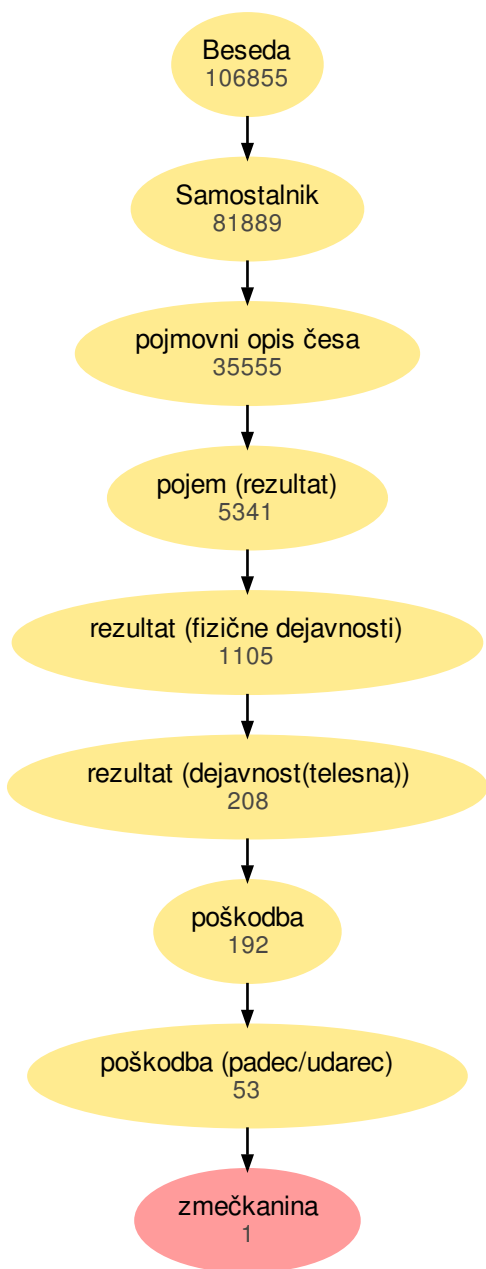 Beseda
106855
Samostalnik
81889
pojmovni opis česa
35555
pojem (rezultat)
5341
rezultat (fizične dejavnosti)
1105
rezultat (dejavnost(telesna))
208
poškodba
192
poškodba (padec/udarec)
53
zmečkanina
1